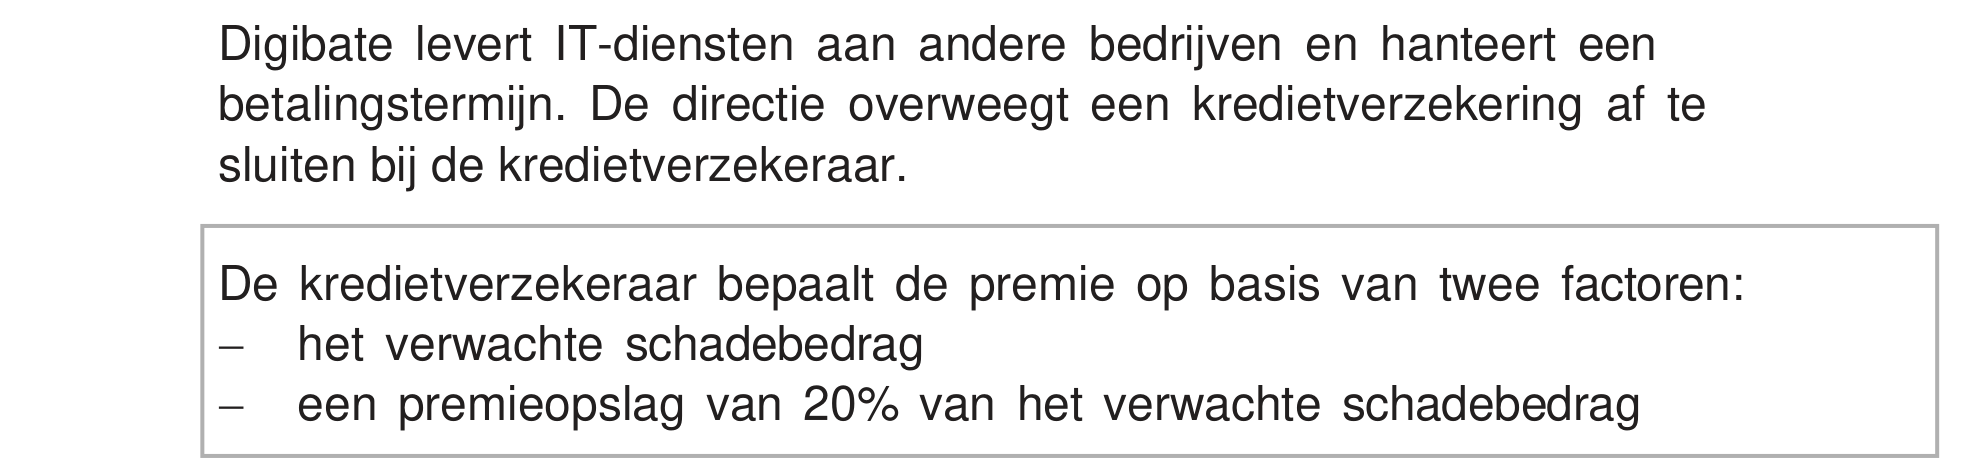 Digibate levert IT-diensten aan andere bedrijven en hanteert een
betalingstermijn. De directie overweegt een kredietverzekering af te
sluiten bij de kredietverzekeraar.
De kredietverzekeraar bepaalt de premie op basis van twee factoren:
– het verwachte schadebedrag
– een premieopslag van 20% van het verwachte schadebedrag